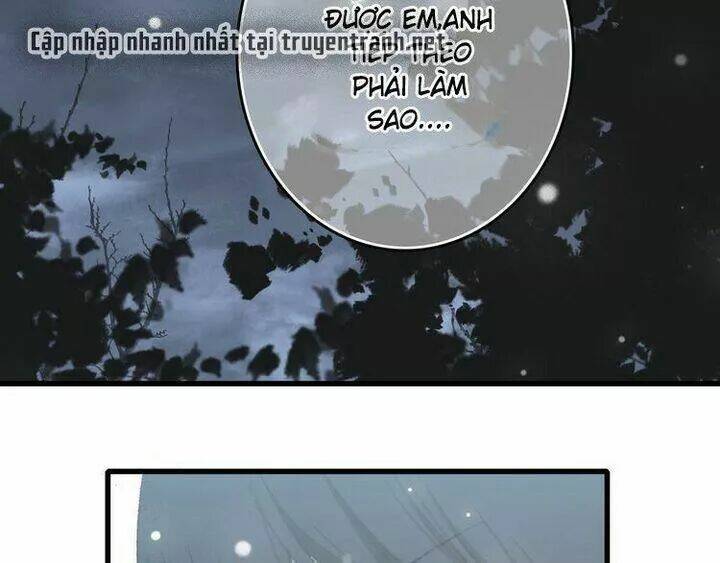 ĐƯỢC EM,ANH
Cập nhập nhanh nhất tại truyentranh.net
TIẾP THEO
PHẢI LÀM
SAO....